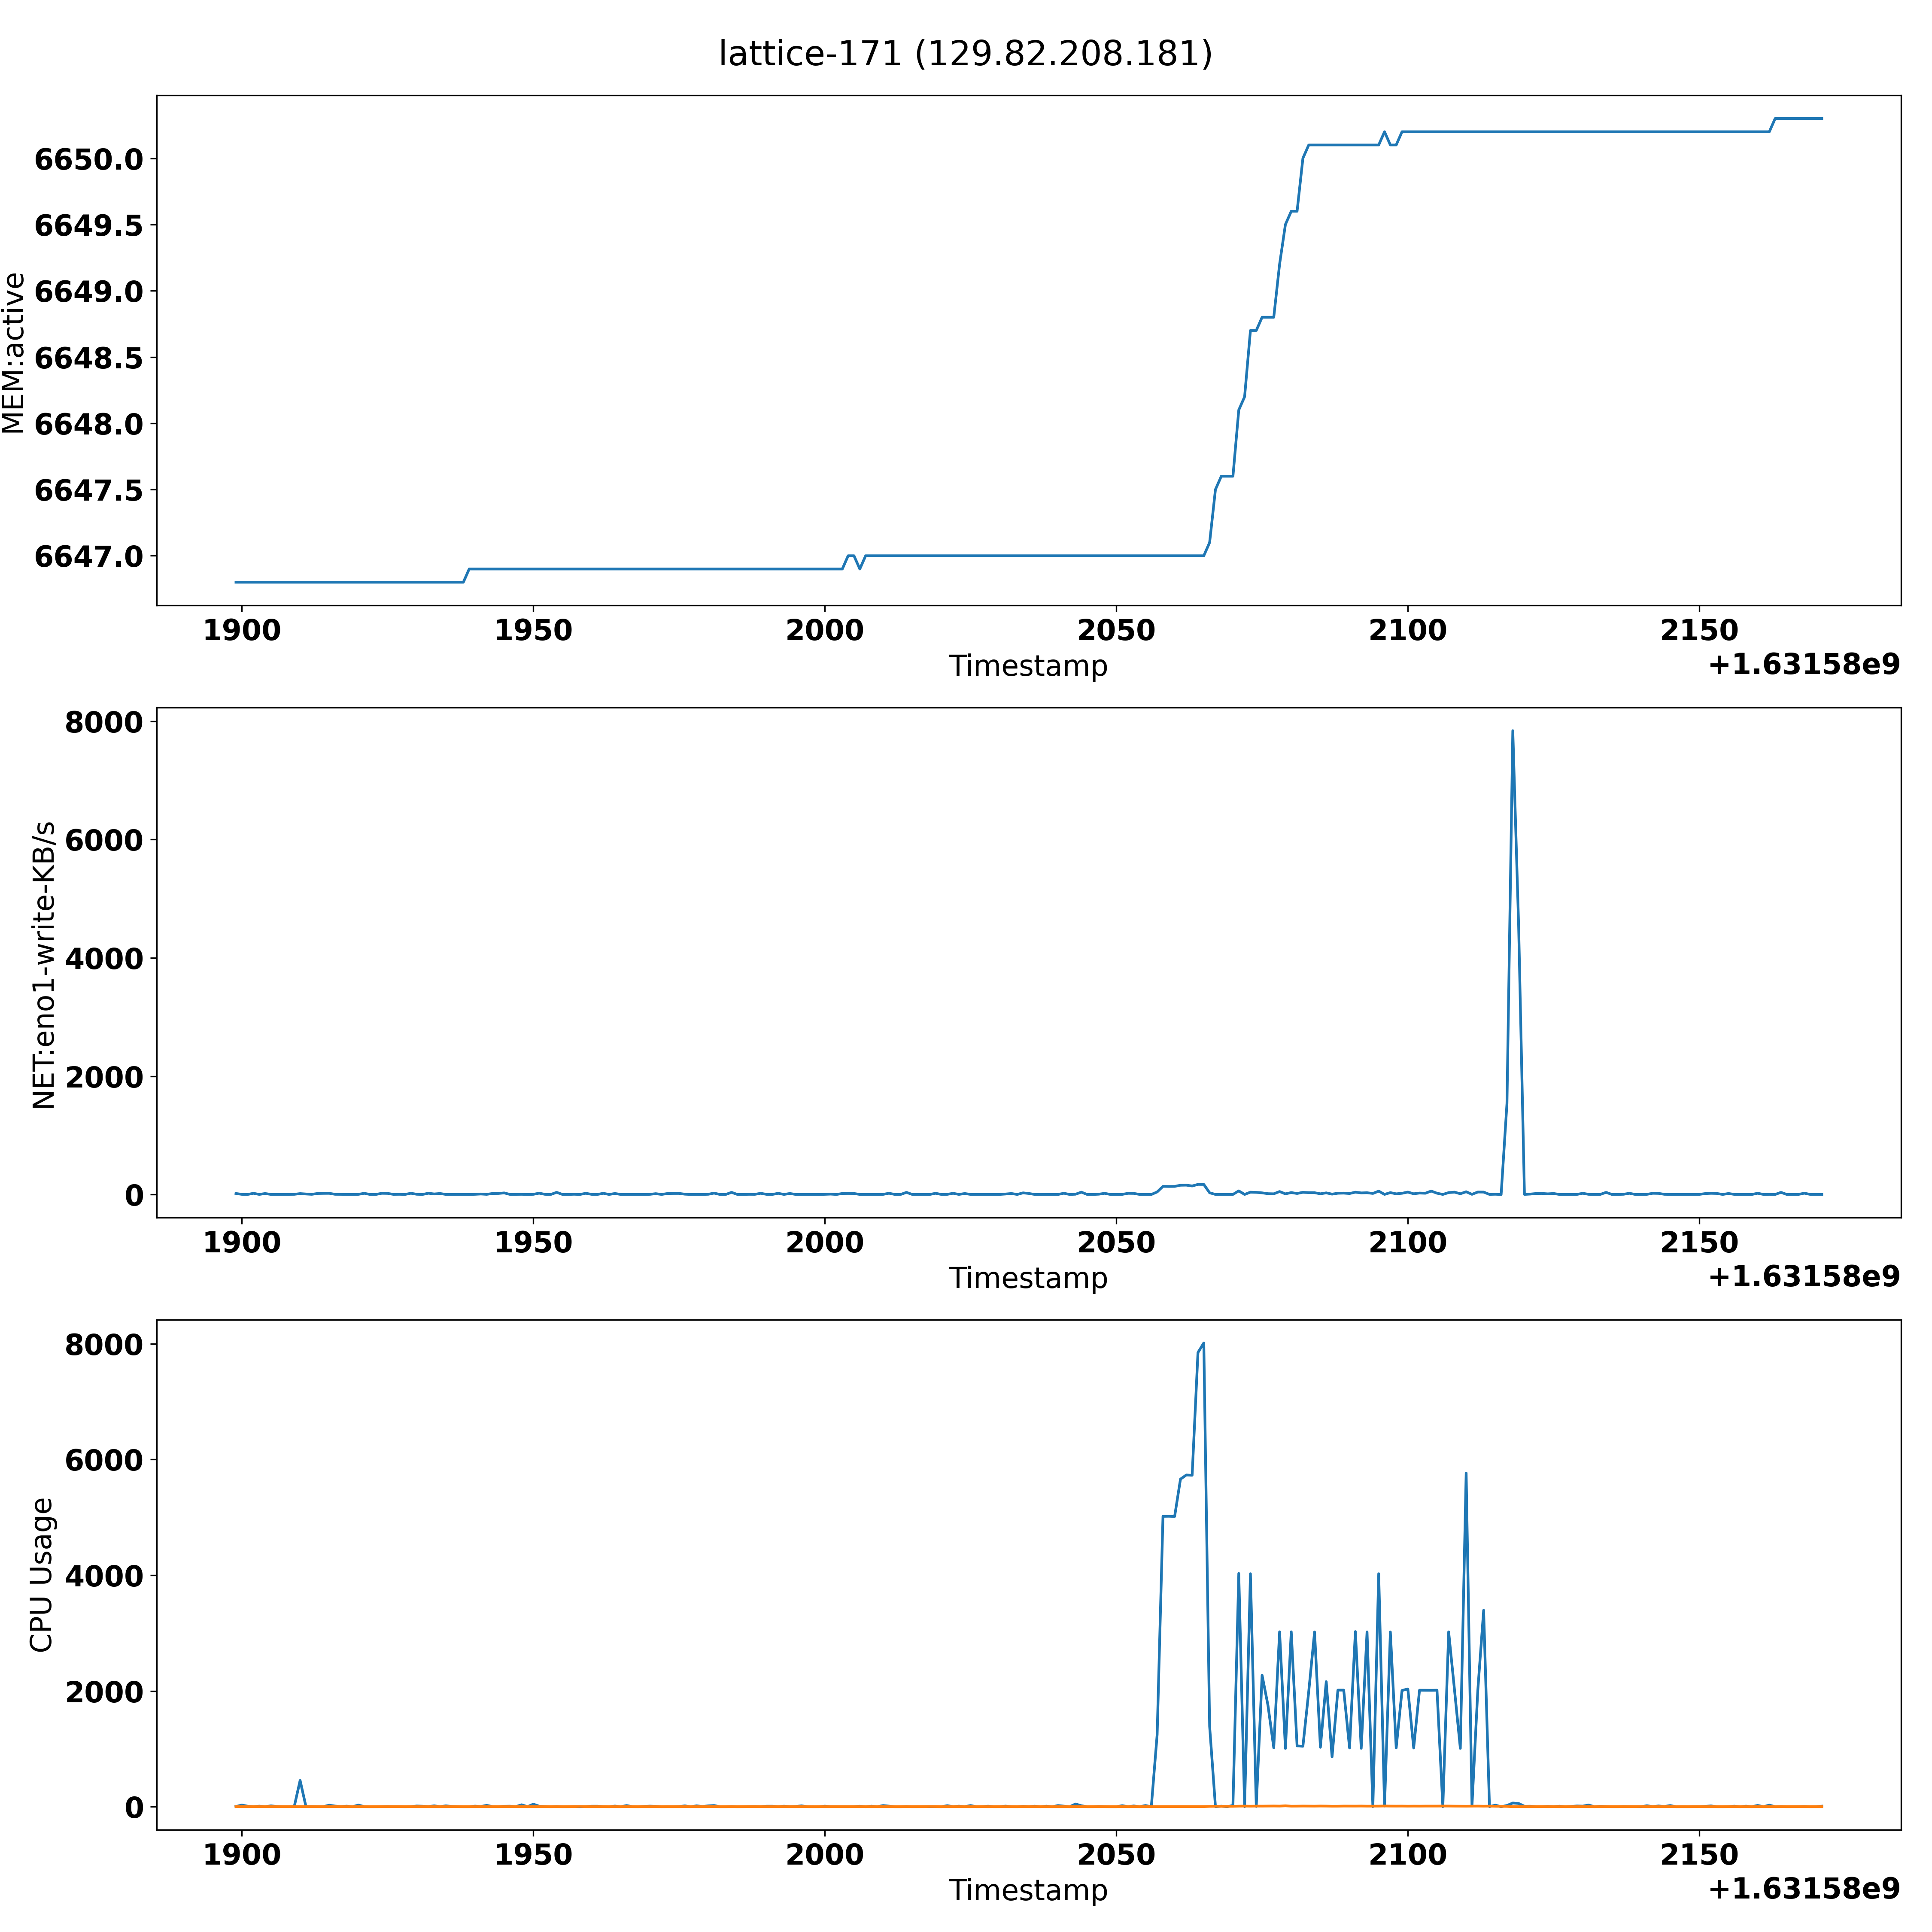 lattice-171 (129.82.208.181)
MEM:active
6650.0
6649.5
6649.0
6648.5
6648.0
6647.5
6647.0
1900 1950 2000 2050 2100 2150
Timestamp
+1.63158e9
NET:eno1-write-KB/s
8000
6000
4000
2000
0
1900 1950 2000 2050 2100 2150
Timestamp
+1.63158e9
CPU Usage
8000
6000
4000
2000
0
1900 1950 2000 2050 2100 2150
Timestamp
+1.63158e9